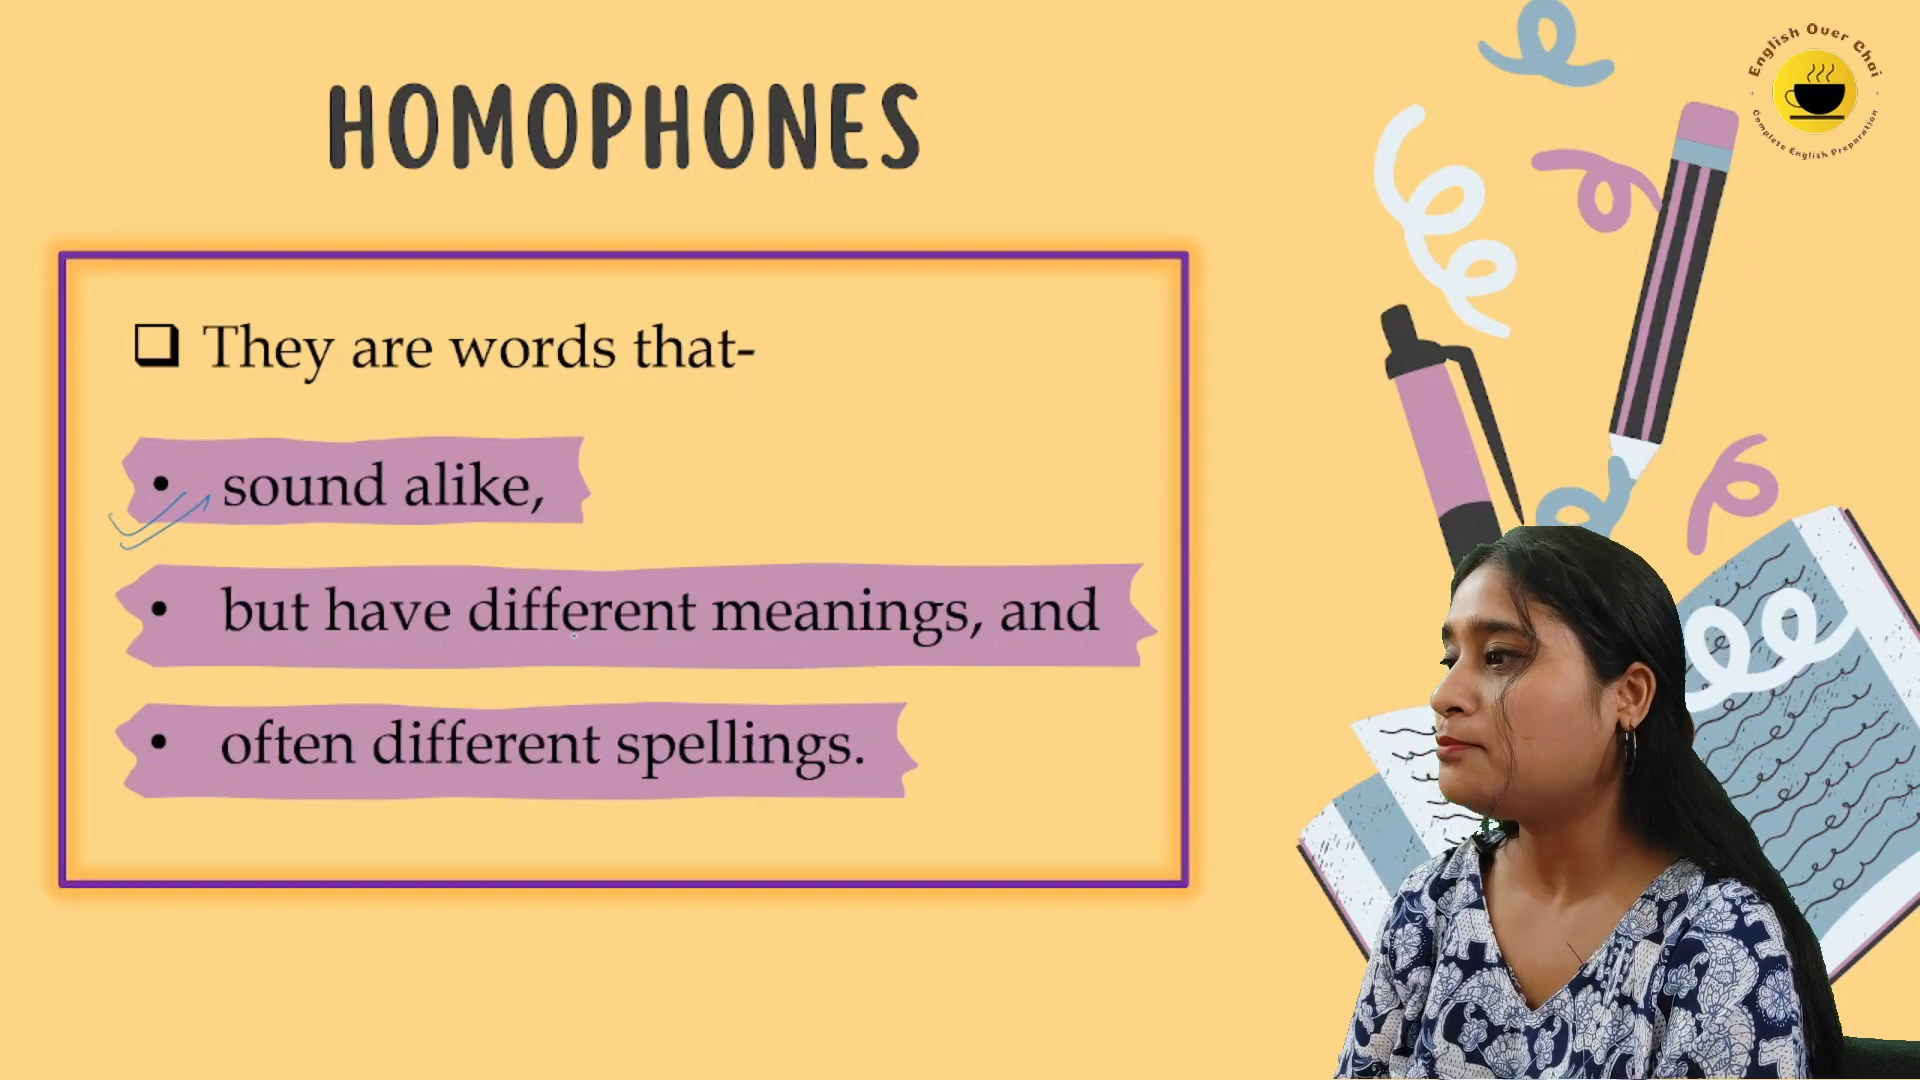 HOMOPHONES
English Over Chai
Complete English Preparation
❑ They are words that-
• sound alike,
• but have different meanings, and
• often different spellings.